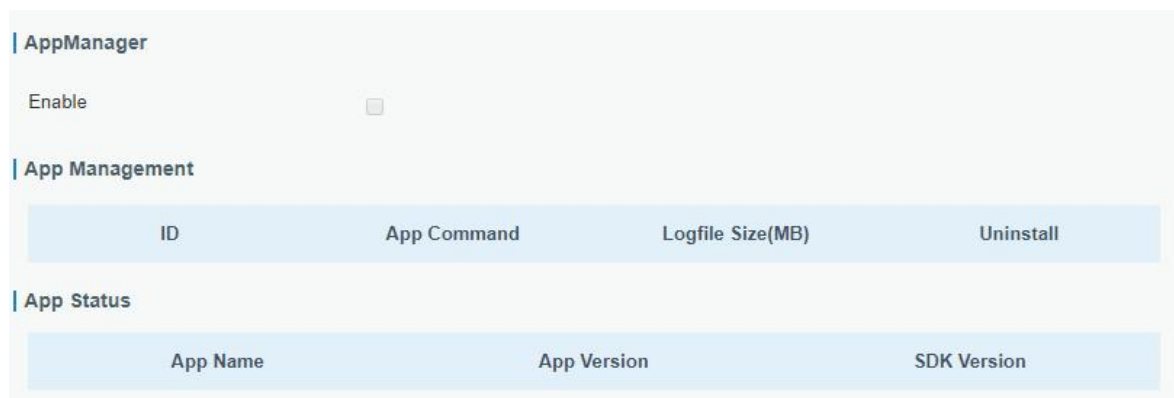 AppManager
Enable
App Management
ID App Command Logfile Size(MB) Uninstall
App Status
App Name App Version SDK Version